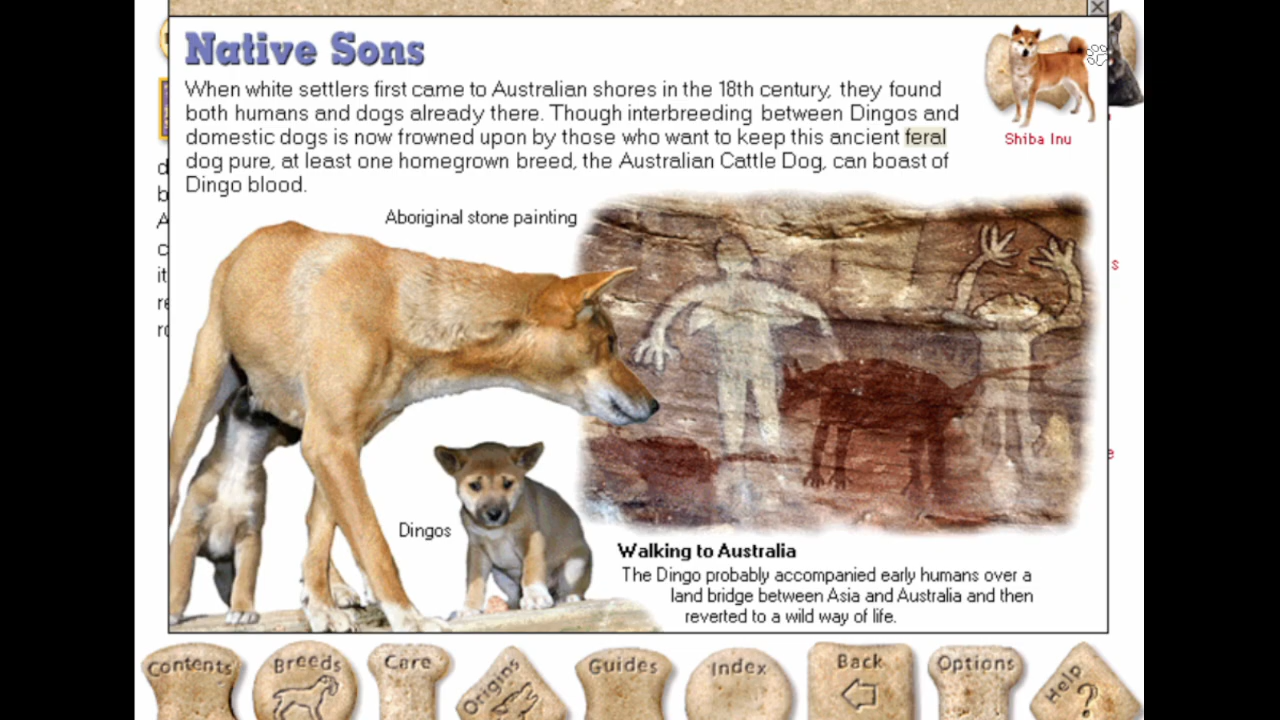 Native Sons
When white settlers first came to Australian shores in the 18th century, they found
both humans and dogs already there. Though interbreeding between Dingos and
domestic dogs is now frowned upon by those who want to keep this ancient feral
dog pure, at least one homegrown breed, the Australian Cattle Dog, can boast of
Dingo blood.
Shiba Inu
Aboriginal stone painting
Dingos
Walking to Australia
The Dingo probably accompanied early humans over a
land bridge between Asia and Australia and then
reverted to a wild way of life.
Contents
Breeds
Care
Origins
Guides
Index
Back
Options
Help
?